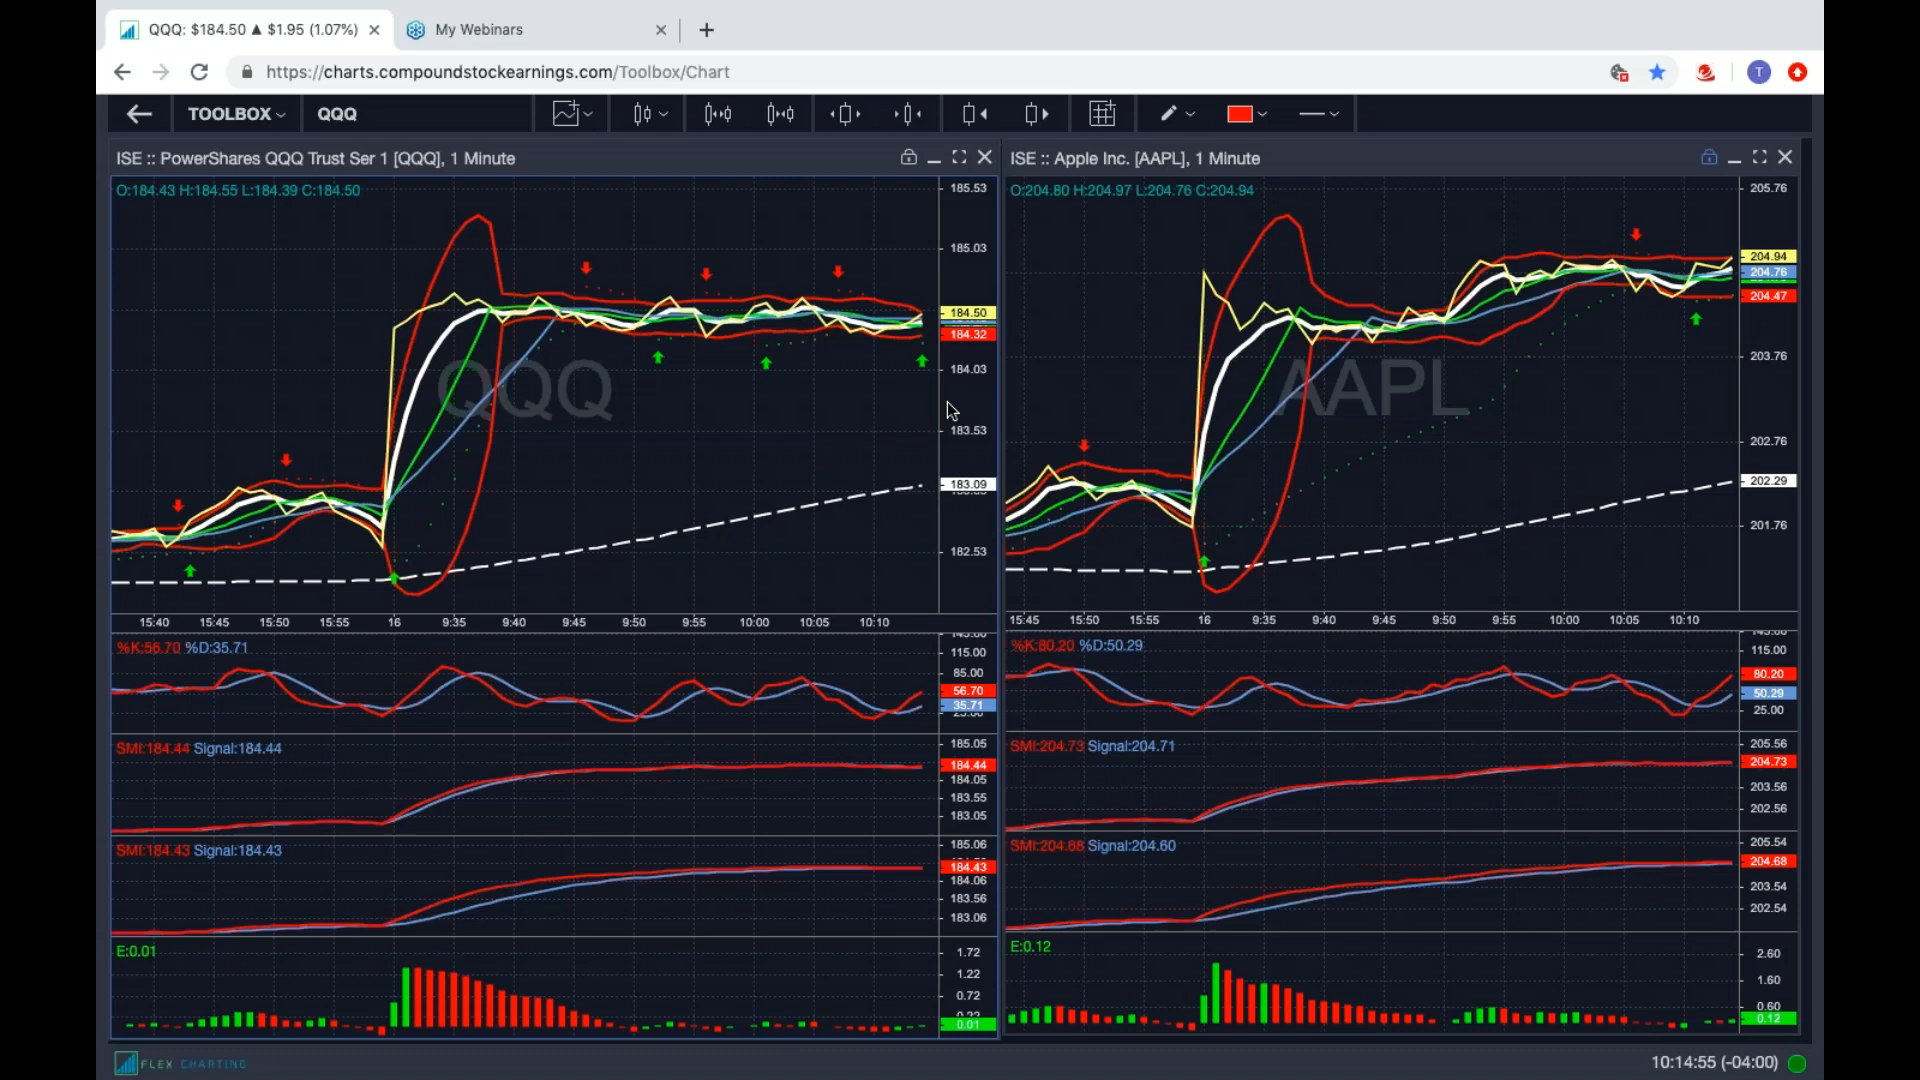 QQQ: $184.50 ▲ $1.95 (1.07%)
My Webinars
https://charts.compoundstockearnings.com/Toolbox/Chart
T
TOOLBOX
QQQ
ISE :: PowerShares QQQ Trust Ser 1 [QQQ], 1 Minute
O:184.43 H:184.55 L:184.39 C:184.50
QQQ
185.53
185.03
184.50
184.32
184.03
183.53
183.09
182.53
15:40 15:45 15:50 15:55 16 9:35 9:40 9:45 9:50 9:55 10:00 10:05 10:10
%K:56.70 %D:35.71
115.00
85.00
56.70
35.71
25.00
SMI:184.44 Signal:184.44
185.05
184.44
184.05
183.55
183.05
SMI:184.43 Signal:184.43
185.06
184.43
184.06
183.56
183.06
E:0.01
1.72
1.22
0.72
0.22
0.01
ISE :: Apple Inc. [AAPL], 1 Minute
O:204.80 H:204.97 L:204.76 C:204.94
AAPL
205.76
204.94
204.76
204.47
203.76
202.76
202.29
201.76
15:45 15:50 15:55 16 9:35 9:40 9:45 9:50 9:55 10:00 10:05 10:10
%K:80.20 %D:50.29
115.00
80.20
50.29
25.00
SMI:204.73 Signal:204.71
205.56
204.73
203.56
202.56
SMI:204.68 Signal:204.60
205.54
204.68
203.54
202.54
E:0.12
2.60
1.60
0.60
0.12
FLEX CHARTING
10:14:55 (-04:00)